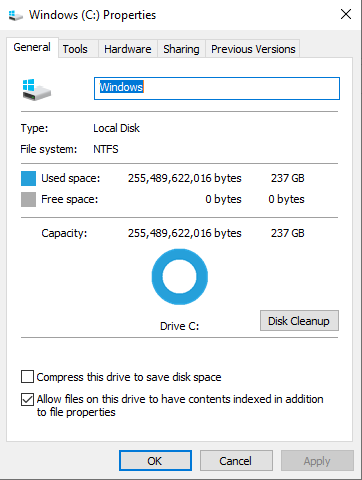 Windows (C:) Properties
General Tools Hardware Sharing Previous Versions
Windows
Type: Local Disk
File system: NTFS
Used space: 255,489,622,016 bytes 237 GB
Free space: 0 bytes 0 bytes
Capacity: 255,489,622,016 bytes 237 GB
Drive C: Disk Cleanup
Compress this drive to save disk space
Allow files on this drive to have contents indexed in addition
to file properties
OK Cancel Apply